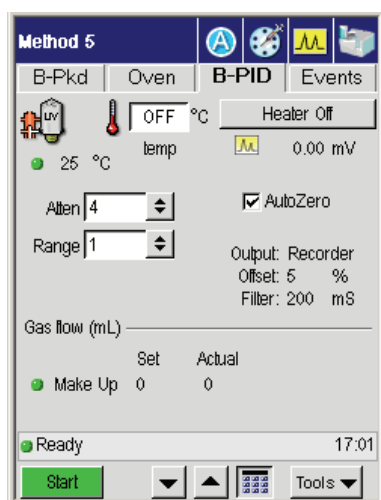 Method 5
B-Pkd Oven B-PID Events
UV OFF °C Heater Off
temp 0.00 mV
25 °C
Atten 4 AutoZero
Range 1
Output: Recorder
Offset: 5 %
Filter: 200 mS
Gas flow (mL)
Set Actual
Make Up 0 0
Ready 17:01
Start Tools